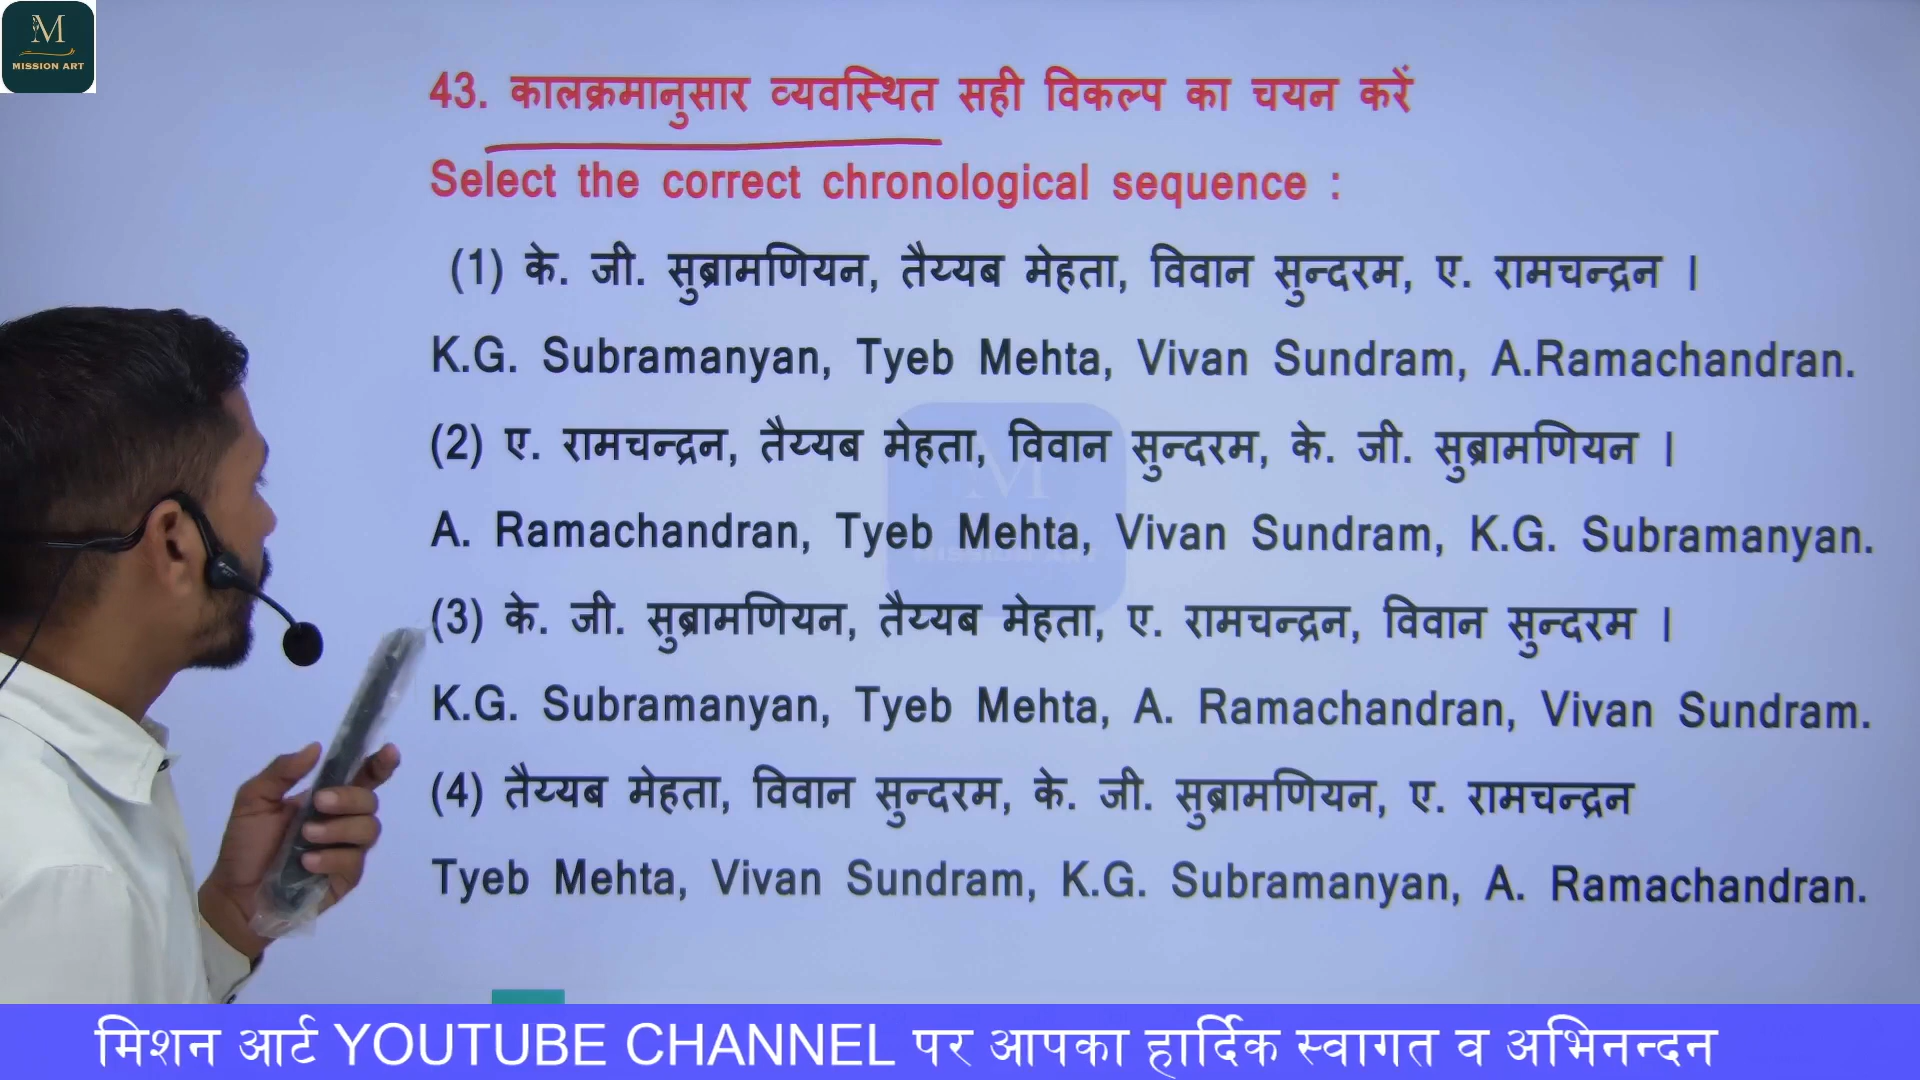 M
MISSION ART
43. कालक्रमानुसार व्यवस्थित सही विकल्प का चयन करें
Select the correct chronological sequence :
(1) के. जी. सुब्रामणियन, तैय्यब मेहता, विवान सुन्दरम, ए. रामचन्द्रन ।
K.G. Subramanyan, Tyeb Mehta, Vivan Sundram, A.Ramachandran.
(2) ए. रामचन्द्रन, तैय्यब मेहता, विवान सुन्दरम, के. जी. सुब्रामणियन ।
A. Ramachandran, Tyeb Mehta, Vivan Sundram, K.G. Subramanyan.
(3) के. जी. सुब्रामणियन, तैय्यब मेहता, ए. रामचन्द्रन, विवान सुन्दरम ।
K.G. Subramanyan, Tyeb Mehta, A. Ramachandran, Vivan Sundram.
(4) तैय्यब मेहता, विवान सुन्दरम, के. जी. सुब्रामणियन, ए. रामचन्द्रन
Tyeb Mehta, Vivan Sundram, K.G. Subramanyan, A. Ramachandran.
मिशन आर्ट YOUTUBE CHANNEL पर आपका हार्दिक स्वागत व अभिनन्दन